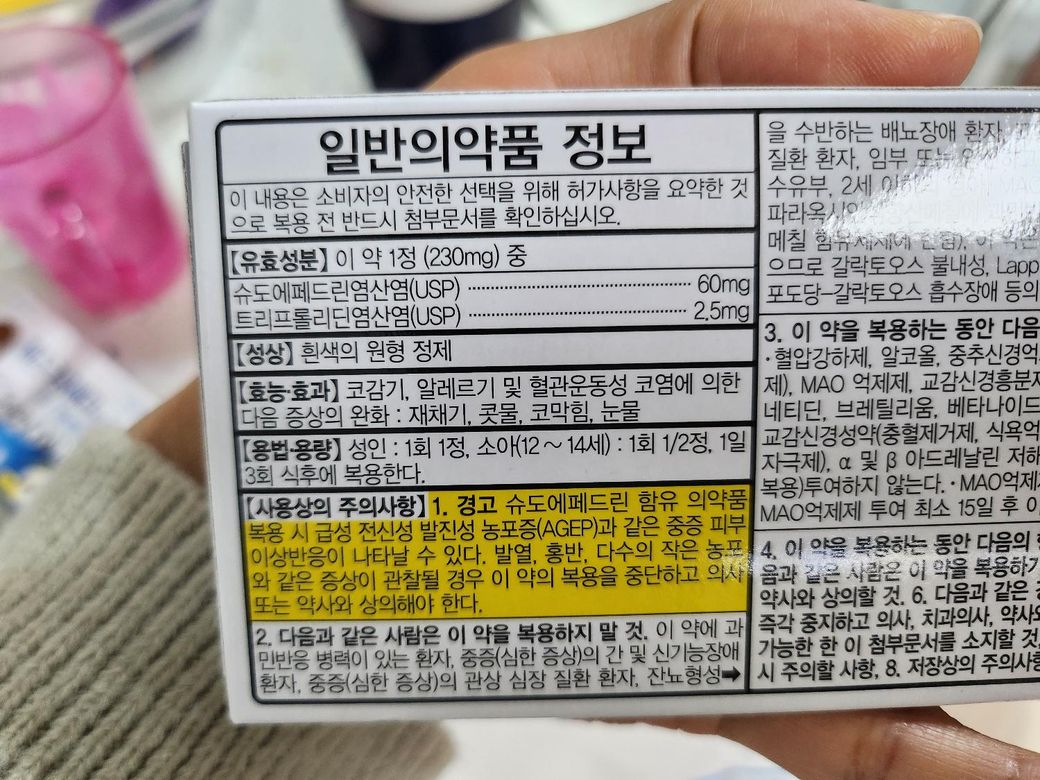 일반의약품 정보
이 내용은 소비자의 안전한 선택을 위해 허가사항을 요약한 것
으로 복용 전 반드시 첨부문서를 확인하십시오.
【유효성분】 이 약 1정 (230mg) 중
슈도에페드린염산염(USP) 60mg
트리프롤리딘염산염(USP) 2.5mg
【성상】 흰색의 원형 정제
【효능·효과】 코감기, 알레르기 및 혈관운동성 코염에 의한
다음 증상의 완화 : 재채기, 콧물, 코막힘, 눈물
【용법·용량】 성인 : 1회 1정, 소아(12～14세) : 1회 1/2정, 1일
3회 식후에 복용한다.
【사용상의 주의사항】 1. 경고 슈도에페드린 함유 의약품
복용 시 급성 전신성 발진성 농포증(AGEP)과 같은 중증 피부
이상반응이 나타날 수 있다. 발열, 홍반, 다수의 작은 농포
와 같은 증상이 관찰될 경우 이 약의 복용을 중단하고 의사
또는 약사와 상의해야 한다.
2. 다음과 같은 사람은 이 약을 복용하지 말 것. 이 약에 과
민반응 병력이 있는 환자, 중증(심한 증상)의 간 및 신기능장애
환자, 중증(심한 증상)의 관상 심장 질환 환자, 잔뇨형성➡
을 수반하는 배뇨장애 환자,
질환 환자, 임부 또는
수유부, 2세
메칠
으므로 갈락토오스 불내성, Lapp
포도당-갈락토오스 흡수장애 등의
3. 이 약을 복용하는 동안 다음
·혈압강하제, 알코올, 중추신경억
제), MAO 억제제, 교감신경흥분
네티딘, 브레틸리움, 베타나이드
교감신경성약(충혈제거제, 식욕억
자극제), α 및 β 아드레날린 저하
복용)투여하지 않는다. ·MAO억제
MAO억제제 투여 최소 15일 후
4. 이 약을 복용하는 동안 다음의
음과 같은 사람은 이 약을 복용하기
약사와 상의할 것. 6. 다음과 같은
즉각 중지하고 의사, 치과의사, 약사와
가능한 한 이 첨부문서를 소지할 것
시 주의할 사항, 8. 저장상의 주의사항